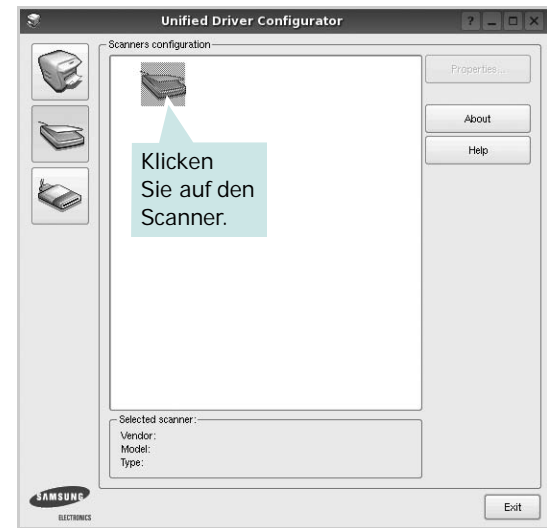 Unified Driver Configurator
Scanners configuration
Properties...
About
Help
Klicken
Sie auf den
Scanner.
Selected scanner:
Vendor:
Model:
Type:
SAMSUNG
ELECTRONICS
Exit